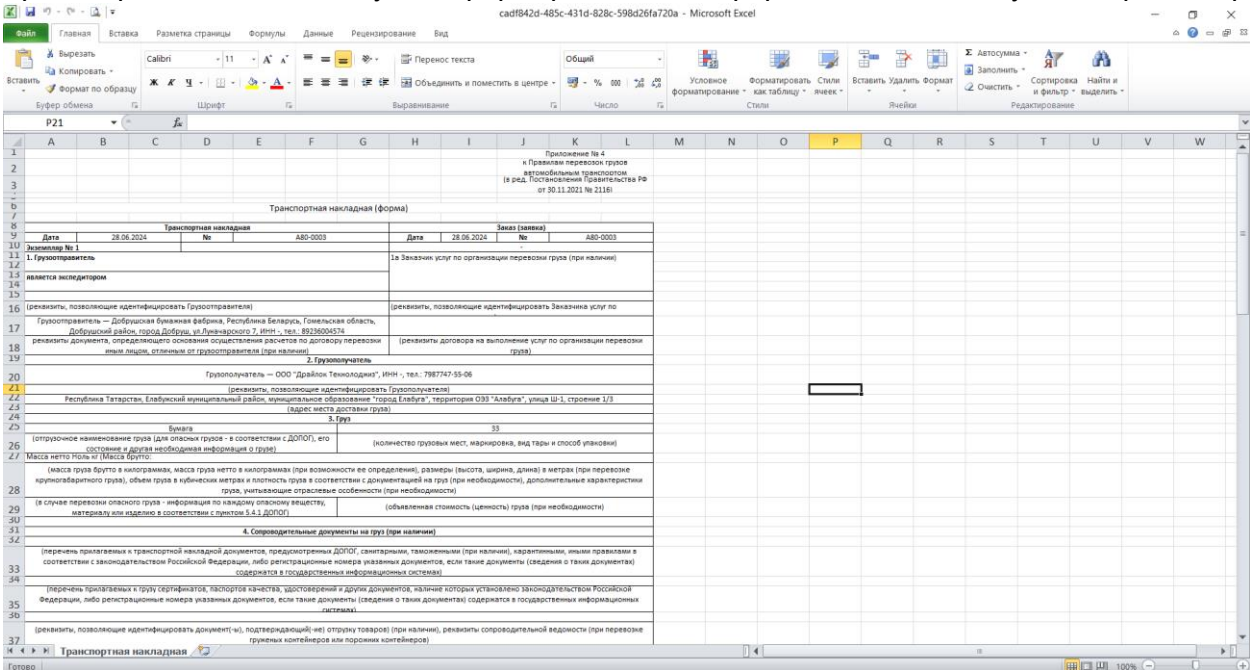 cadf842d-485c-431d-828c-598d26fa720a - Microsoft Excel
Файл Главная Вставка Разметка страницы Формулы Данные Рецензирование Вид
Вставить
Вырезать
Копировать
Формат по образцу
Буфер обмена
Calibri 11
Ж К Ч
Шрифт
Перенос текста
Объединить и поместить в центре
Выравнивание
Общий
% 000
Число
Условное форматирование
Форматировать как таблицу
Стили ячеек
Стили
Вставить Удалить Формат
Ячейки
Σ Автосумма
Заполнить
Очистить
Сортировка и фильтр
Найти и выделить
Редактирование
P21 fx
A B C D E F G H I J K L M N O P Q R S T U V W
Приложение № 4
к Правилам перевозок грузов
автомобильным транспортом
(в ред. Постановления Правительства РФ
от 30.11.2021 № 2116)
Транспортная накладная (форма)
Транспортная накладная Заказ (заявка)
Дата 28.06.2024 № А80-0003 Дата 28.06.2024 № А80-0003
Экземпляр № 1 -
1. Грузоотправитель 1а Заказчик услуг по организации перевозки груза (при наличии)
является экспедитором
(реквизиты, позволяющие идентифицировать Грузоотправителя) (реквизиты, позволяющие идентифицировать Заказчика услуг по
Грузоотправитель — Добрушская бумажная фабрика, Республика Беларусь, Гомельская область,
Добрушский район, город Добруш, ул.Луначарского 7, ИНН -, тел.: 89236004574
реквизиты документа, определяющего основания осуществления расчетов по договору перевозки
иным лицом, отличным от грузоотправителя (при наличии)
(реквизиты договора на выполнение услуг по организации перевозки
груза)
2. Грузополучатель
Грузополучатель — ООО "Драйлок Текнолоджиз", ИНН -, тел.: 7987747-55-06
(реквизиты, позволяющие идентифицировать Грузополучателя)
Республика Татарстан, Елабужский муниципальный район, муниципальное образование "город Елабуга", территория ОЭЗ "Алабуга", улица Ш-1, строение 1/3
(адрес места доставки груза)
3. Груз
Бумага 33
(отгрузочное наименование груза (для опасных грузов - в соответствии с ДОПОГ), его
состояние и другая необходимая информация о грузе)
(количество грузовых мест, маркировка, вид тары и способ упаковки)
Масса нетто Ноль кг (Масса брутто:
(масса груза брутто в килограммах, масса груза нетто в килограммах (при возможности ее определения), размеры (высота, ширина, длина) в метрах (при перевозке
крупногабаритного груза), объем груза в кубических метрах и плотность груза в соответствии с документацией на груз (при необходимости), дополнительные характеристики
груза, учитывающие отраслевые особенности (при необходимости)
(в случае перевозки опасного груза - информация по каждому опасному веществу,
материалу или изделию в соответствии с пунктом 5.4.1 ДОПОГ)
(объявленная стоимость (ценность) груза (при необходимости)
4. Сопроводительные документы на груз (при наличии)
(перечень прилагаемых к транспортной накладной документов, предусмотренных ДОПОГ, санитарными, таможенными (при наличии), карантинными, иными правилами в
соответствии с законодательством Российской Федерации, либо регистрационные номера указанных документов, если такие документы (сведения о таких документах)
содержатся в государственных информационных системах)
(перечень прилагаемых к грузу сертификатов, паспортов качества, удостоверений и других документов, наличие которых установлено законодательством Российской
Федерации, либо регистрационные номера указанных документов, если такие документы (сведения о таких документах) содержатся в государственных информационных
системах)
(реквизиты, позволяющие идентифицировать документ(-ы), подтверждающий(-ие) отгрузку товаров) (при наличии), реквизиты сопроводительной ведомости (при перевозке
груженых контейнеров или порожних контейнеров)
Транспортная накладная
Готово 100%